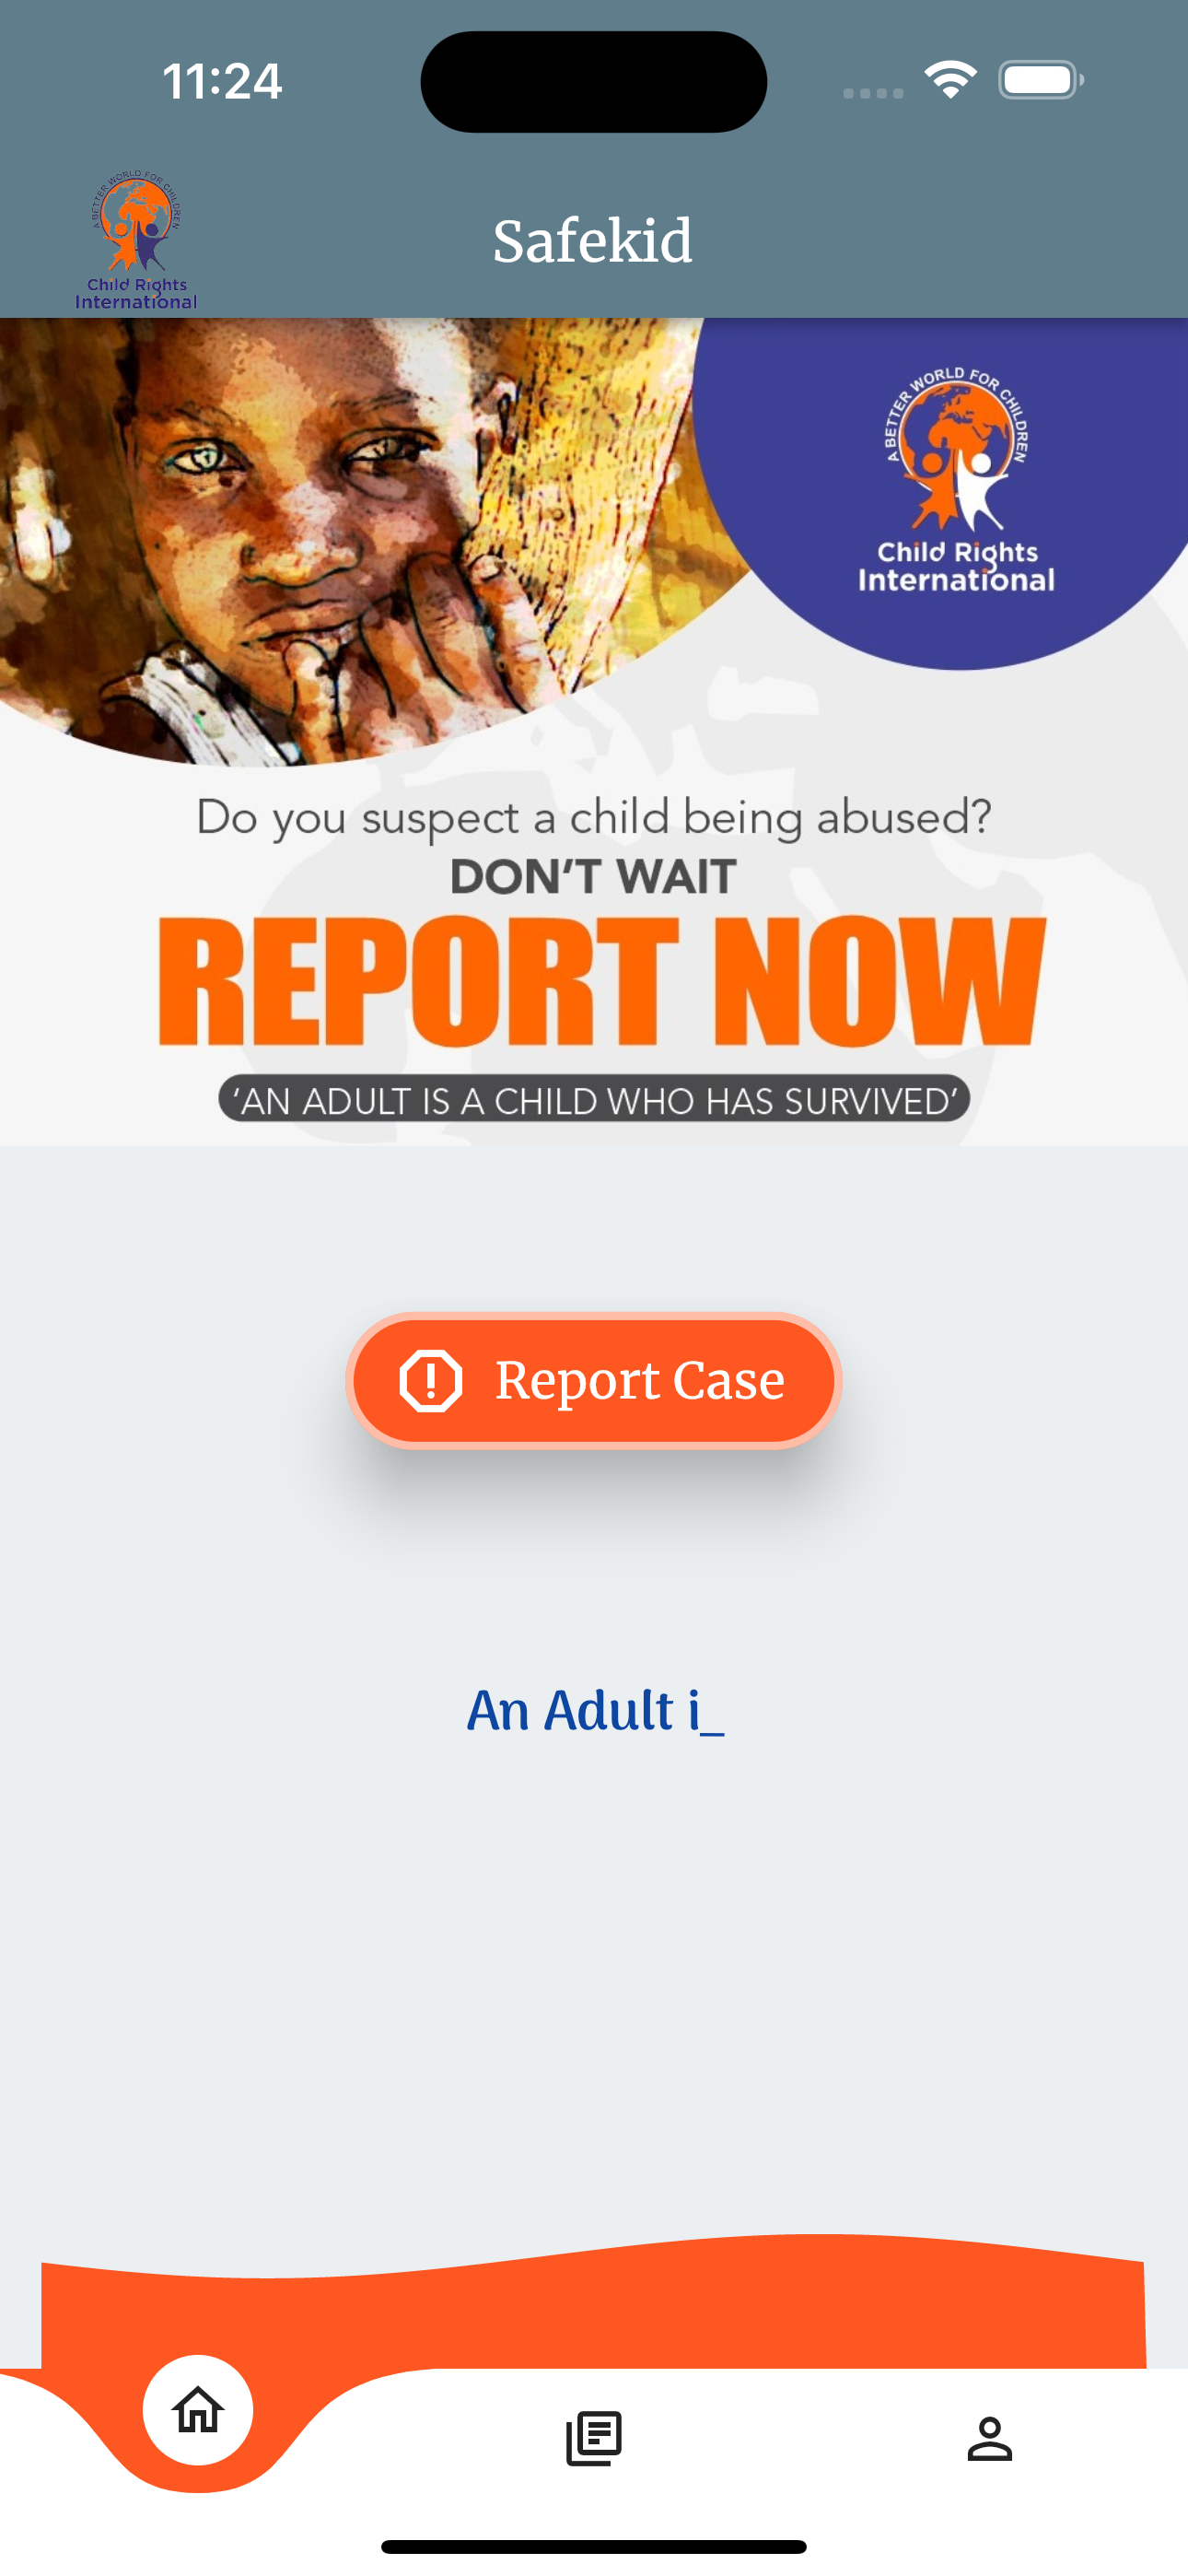 11:24
A BETTER WORLD FOR CHILDREN
Child Rights
International
Safekid
A BETTER WORLD FOR CHILDREN
Child Rights
International
Do you suspect a child being abused?
DON'T WAIT
REPORT NOW
'AN ADULT IS A CHILD WHO HAS SURVIVED'
Report Case
An Adult i_